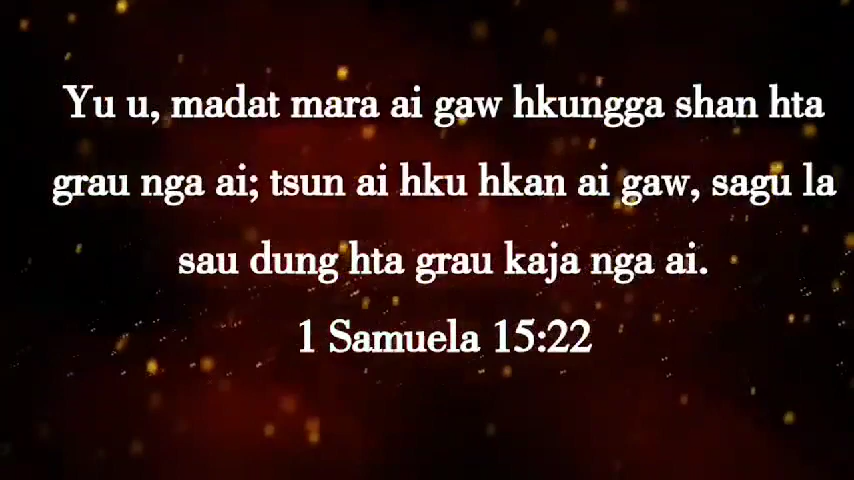 Yu u, madat mara ai gaw hkungga shan hta
grau nga ai; tsun ai hku hkan ai gaw, sagu la
sau dung hta grau kaja nga ai.
1 Samuela 15:22